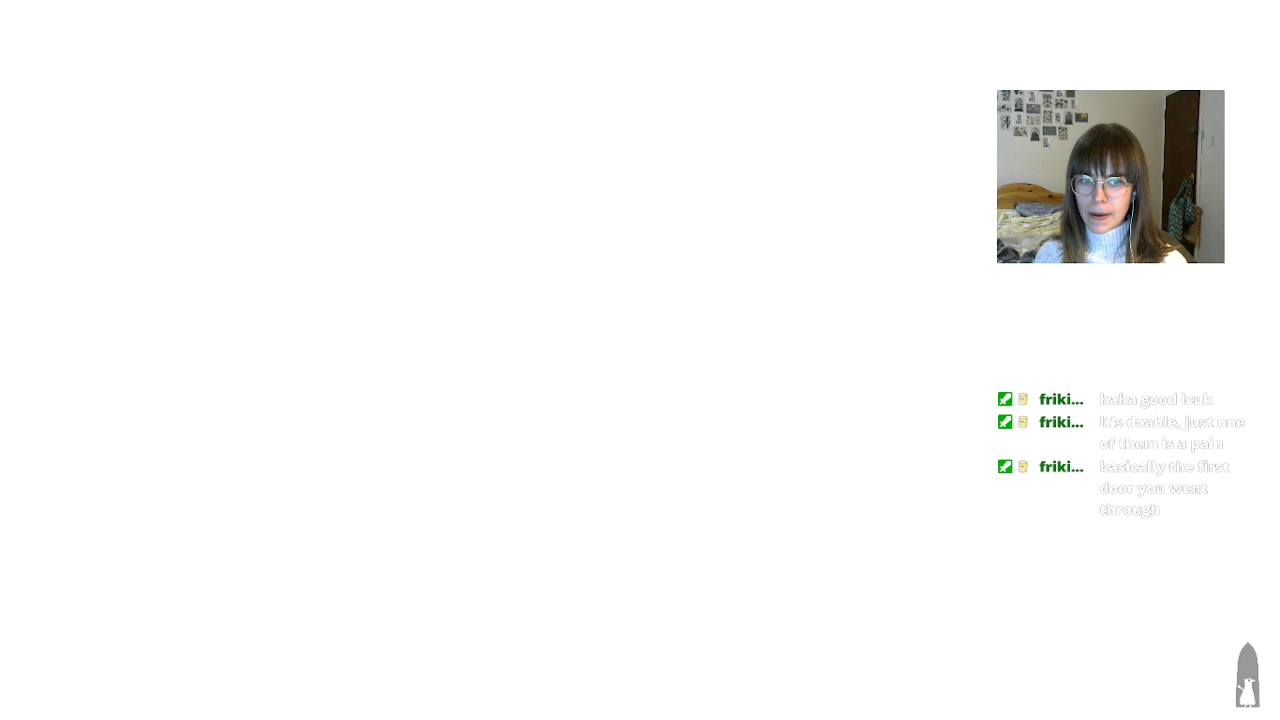 friki... haha good lcuk
friki... it's doable, just one
of them is a pain
friki... basically the first
door you went
through